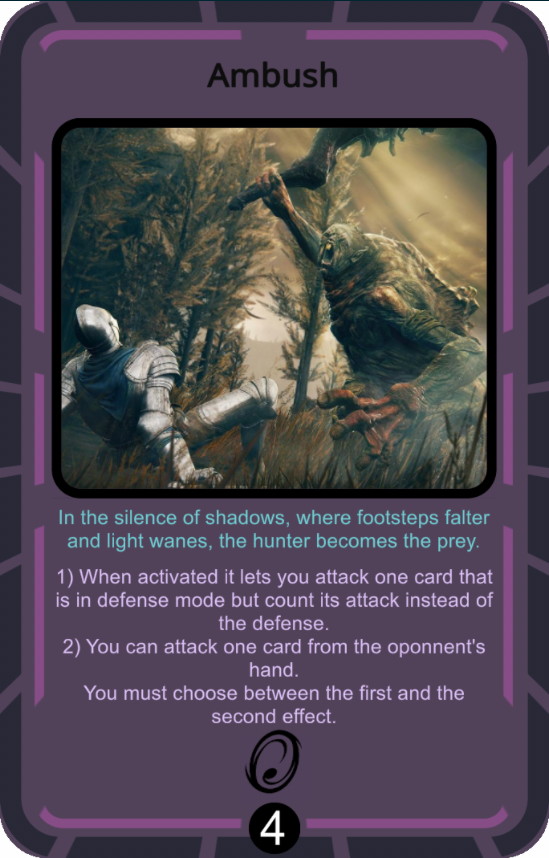 Ambush
In the silence of shadows, where footsteps falter
and light wanes, the hunter becomes the prey.
1) When activated it lets you attack one card that
is in defense mode but count its attack instead of
the defense.
2) You can attack one card from the oponnent's
hand.
You must choose between the first and the
second effect.
4